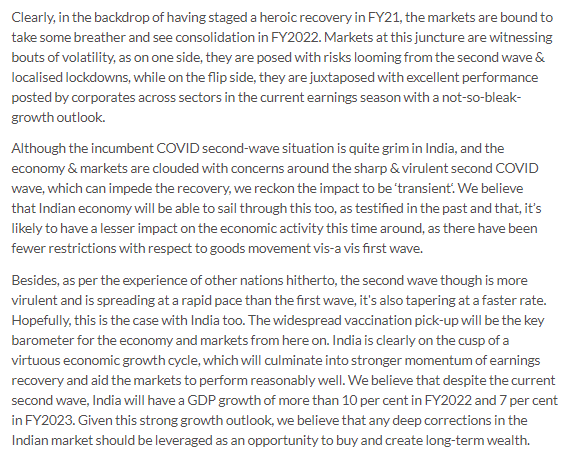 Clearly, in the backdrop of having staged a heroic recovery in FY21, the markets are bound to
take some breather and see consolidation in FY2022. Markets at this juncture are witnessing
bouts of volatility, as on one side, they are posed with risks looming from the second wave &
localised lockdowns, while on the flip side, they are juxtaposed with excellent performance
posted by corporates across sectors in the current earnings season with a not-so-bleak-
growth outlook.
Although the incumbent COVID second-wave situation is quite grim in India, and the
economy & markets are clouded with concerns around the sharp & virulent second COVID
wave, which can impede the recovery, we reckon the impact to be 'transient'. We believe
that Indian economy will be able to sail through this too, as testified in the past and that, it's
likely to have a lesser impact on the economic activity this time around, as there have been
fewer restrictions with respect to goods movement vis-a vis first wave.
Besides, as per the experience of other nations hitherto, the second wave though is more
virulent and is spreading at a rapid pace than the first wave, it's also tapering at a faster rate.
Hopefully, this is the case with India too. The widespread vaccination pick-up will be the key
barometer for the economy and markets from here on. India is clearly on the cusp of a
virtuous economic growth cycle, which will culminate into stronger momentum of earnings
recovery and aid the markets to perform reasonably well. We believe that despite the current
second wave, India will have a GDP growth of more than 10 per cent in FY2022 and 7 per cent
in FY2023. Given this strong growth outlook, we believe that any deep corrections in the
Indian market should be leveraged as an opportunity to buy and create long-term wealth.